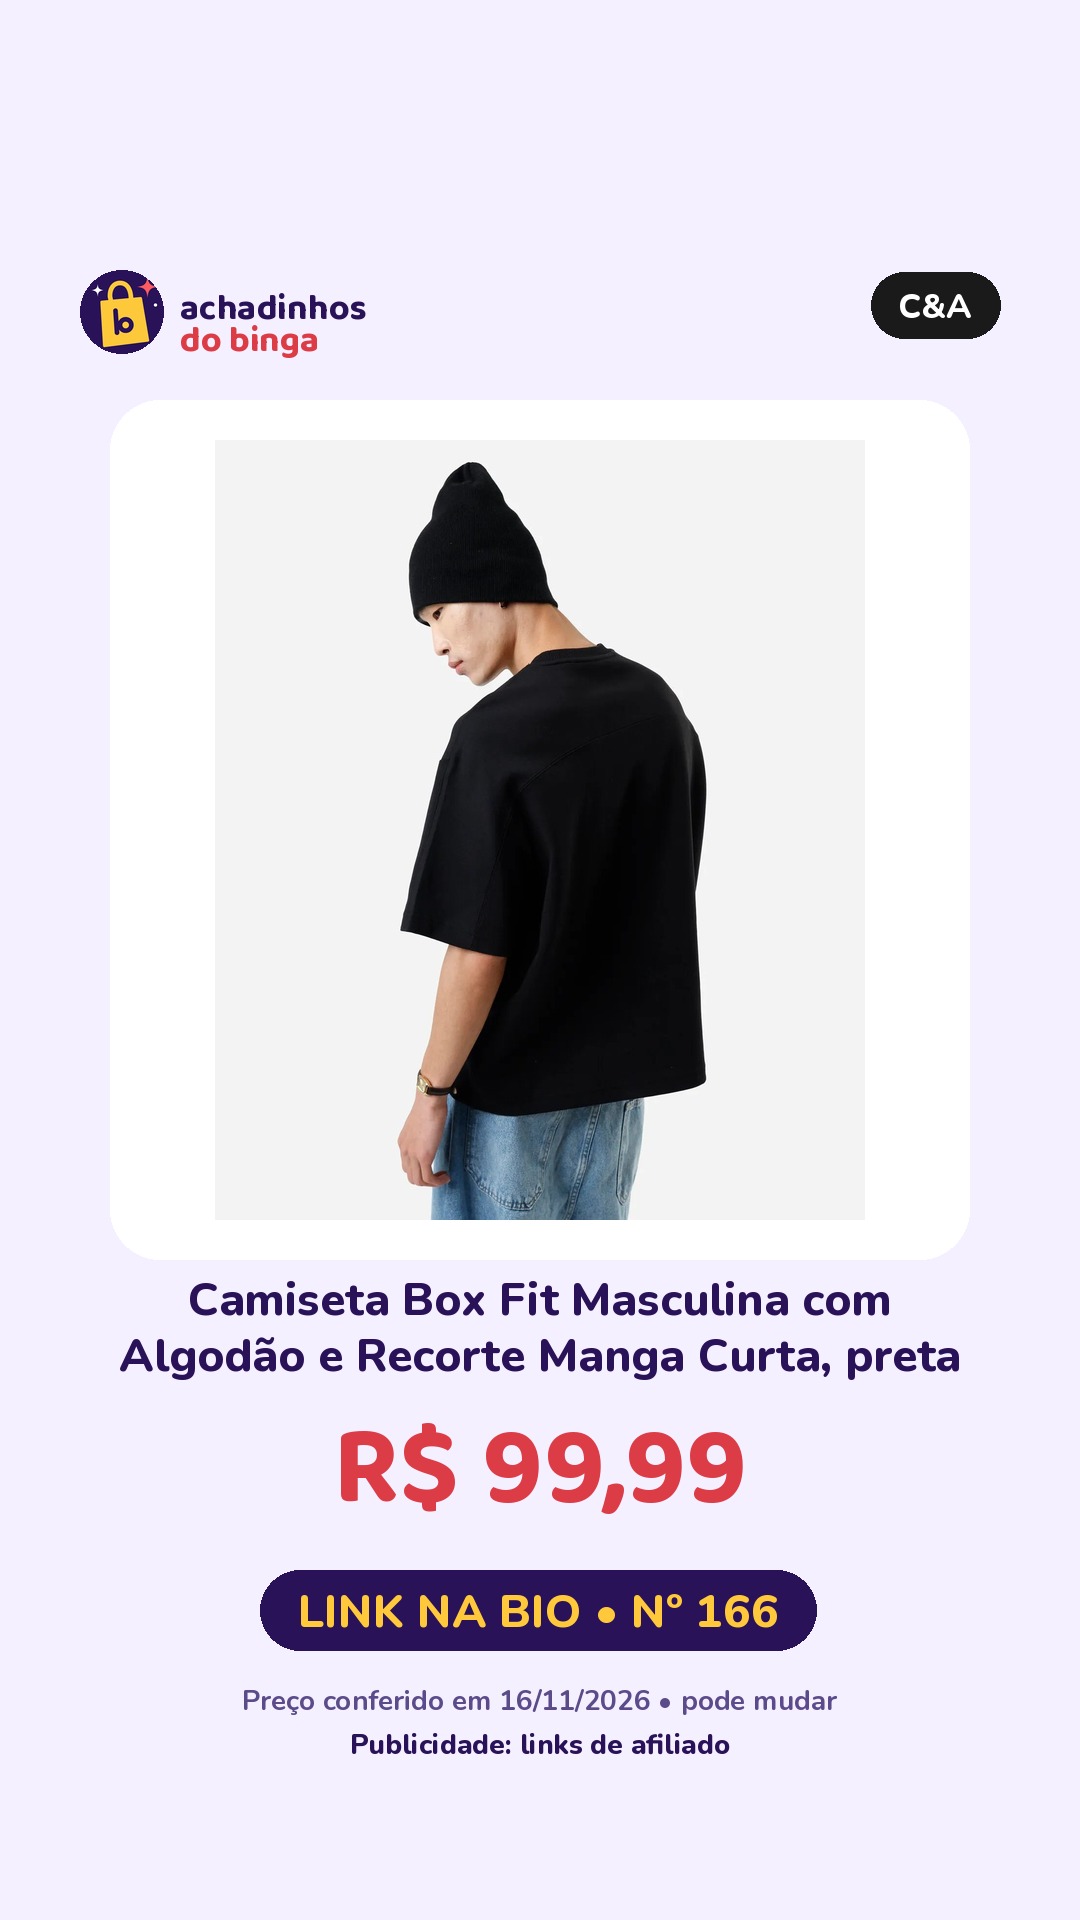 achadinhos
do binga
C&A
b
Camiseta Box Fit Masculina com
Algodão e Recorte Manga Curta, preta
R$ 99,99
LINK NA BIO • Nº 166
Preço conferido em 16/11/2026 • pode mudar
Publicidade: links de afiliado